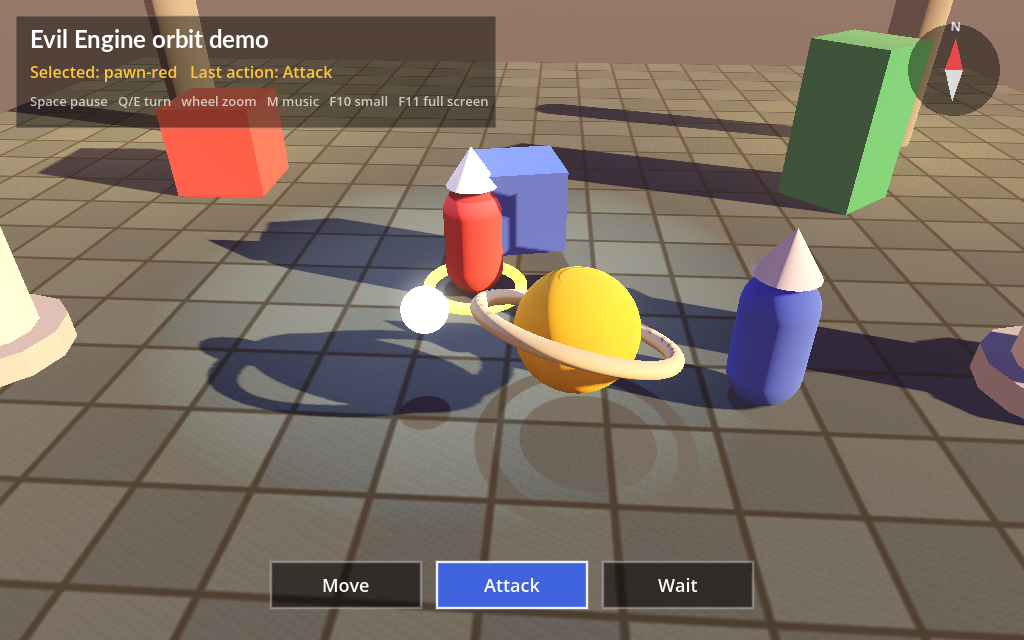 Evil Engine orbit demo
N
Selected: pawn-red Last action: Attack
Space pause Q/E turn wheel zoom M music F10 small F11 full screen
Move Attack Wait